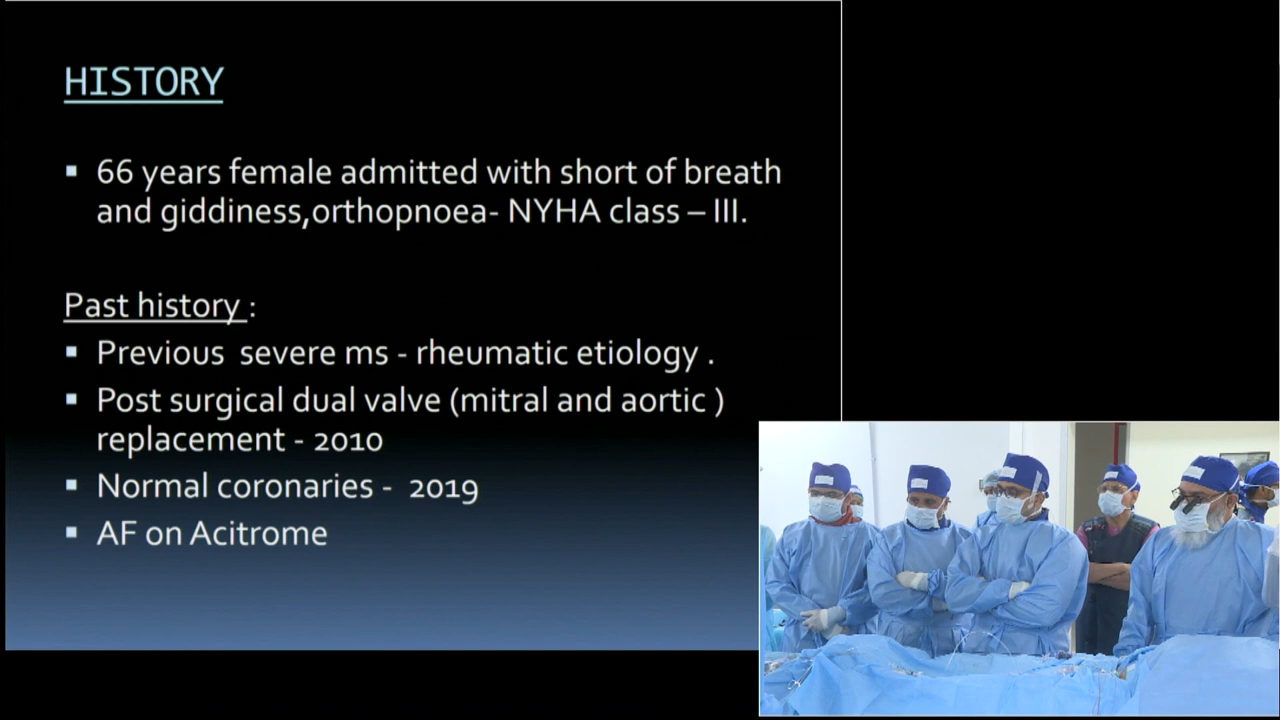 HISTORY
66 years female admitted with short of breath
and giddiness,orthopnoea- NYHA class – III.
Past history :
Previous severe ms - rheumatic etiology .
Post surgical dual valve (mitral and aortic )
replacement - 2010
Normal coronaries - 2019
AF on Acitrome